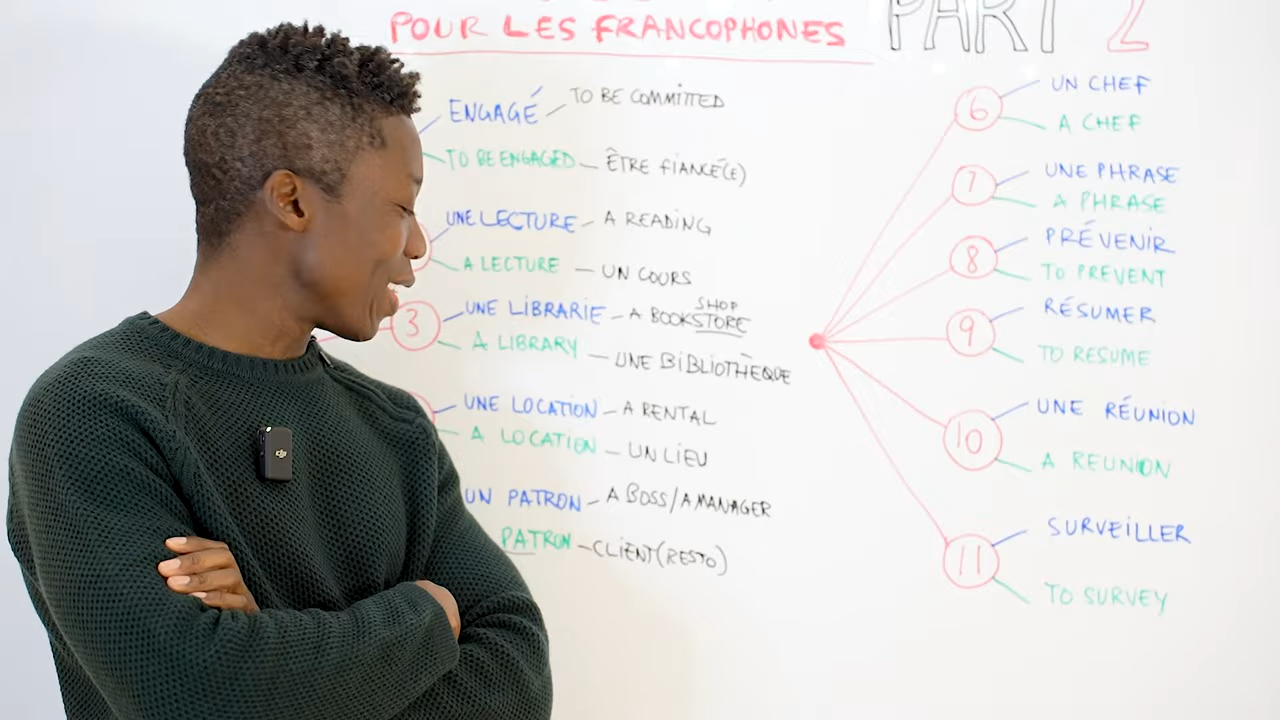 POUR LES FRANCOPHONES
PART 2
ENGAGÉ TO BE COMMITTED
TO BE ENGAGED — ÊTRE FIANCÉ(E)
UNE LECTURE – A READING
A LECTURE — UN COURS
3
UNE LIBRARIE – A BOOKSTORE
SHOP
A LIBRARY — UNE BIBLIOTHÈQUE
UNE LOCATION – A RENTAL
A LOCATION – UN LIEU
UN PATRON – A BOSS/A MANAGER
PATRON – CLIENT(RESTO)
6
UN CHEF
A CHEF
7
UNE PHRASE
A PHRASE
8
PRÉVENIR
TO PREVENT
9
RÉSUMER
TO RESUME
10
UNE RÉUNION
A REUNION
11
SURVEILLER
TO SURVEY
dji